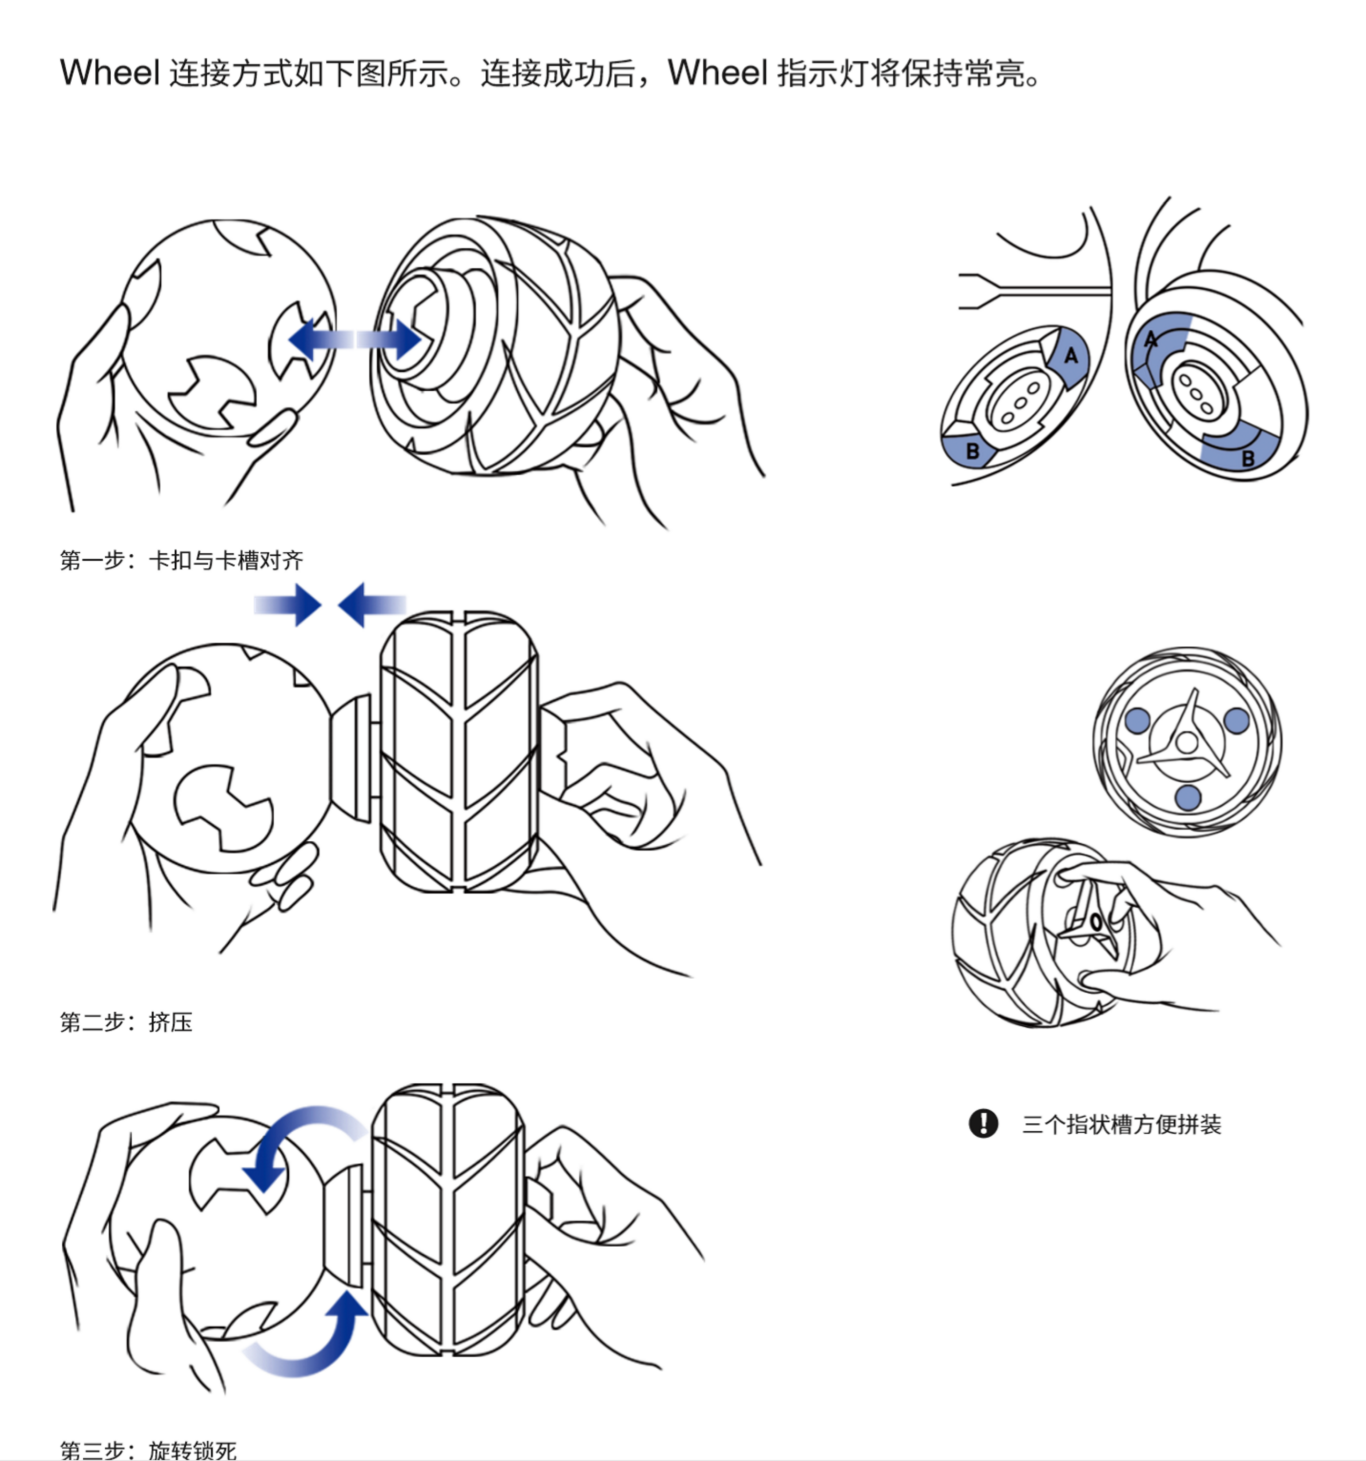 Wheel 连接方式如下图所示。连接成功后，Wheel 指示灯将保持常亮。
A
B
A
B
第一步：卡扣与卡槽对齐
第二步：挤压
! 三个指状槽方便拼装
第三步：旋转锁死